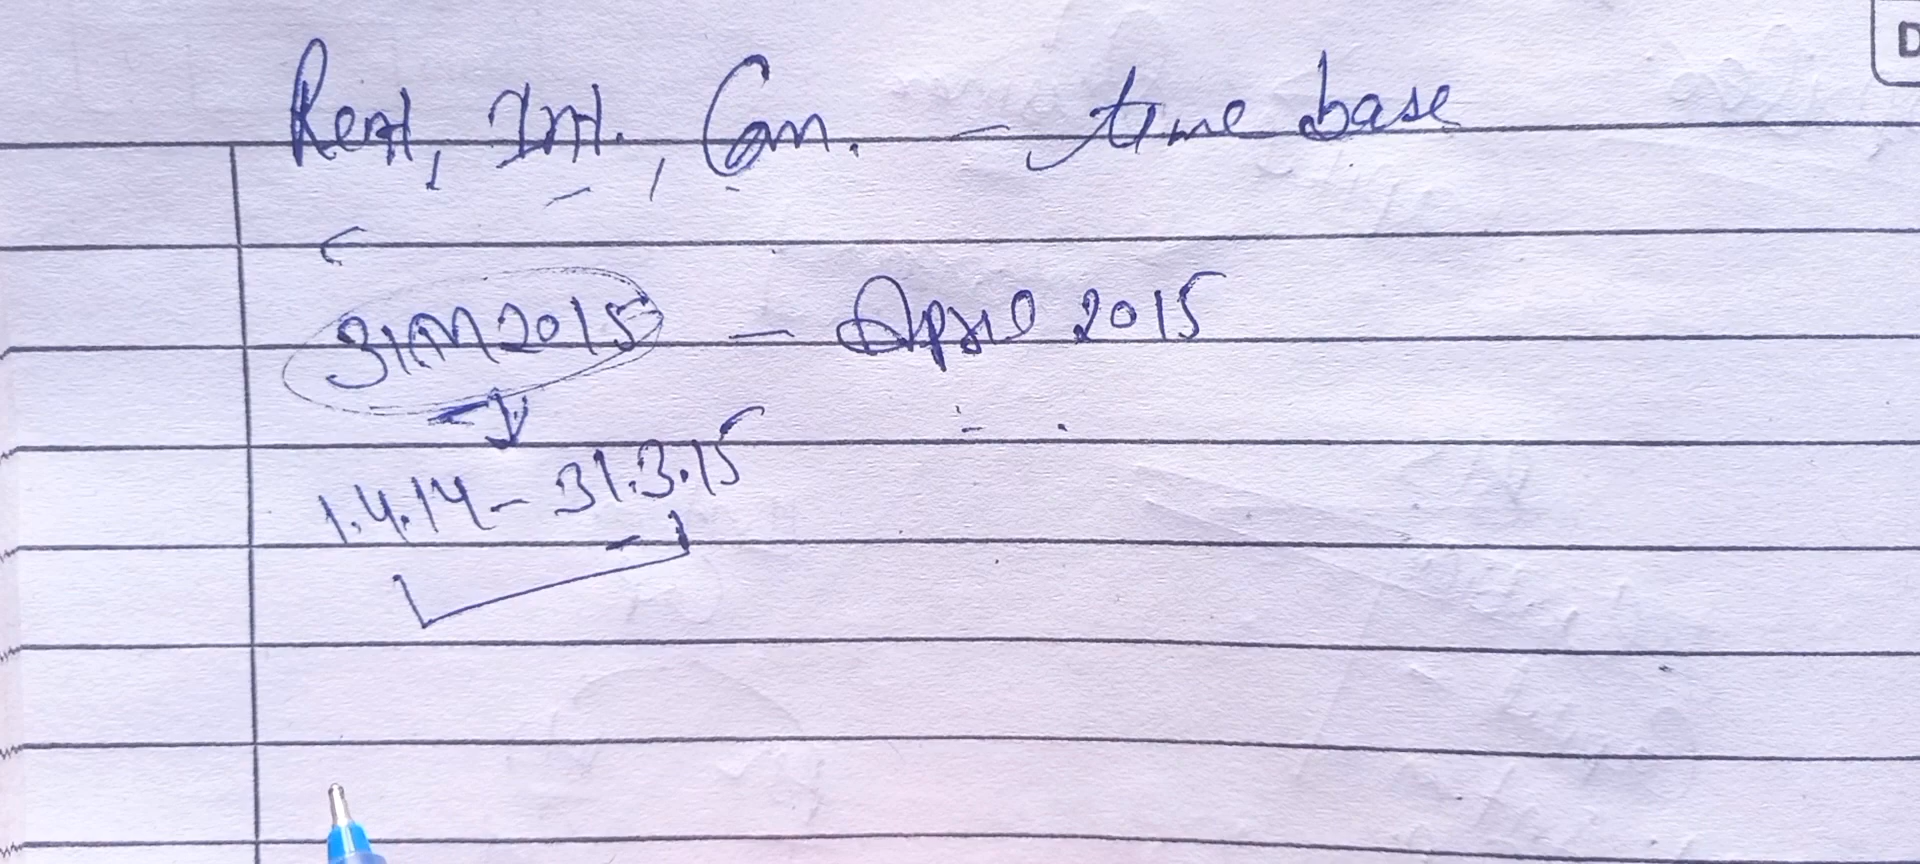 Rent, Int., Com. - time base
31M2015 - April 2015
1.4.14 - 31.3.15
D